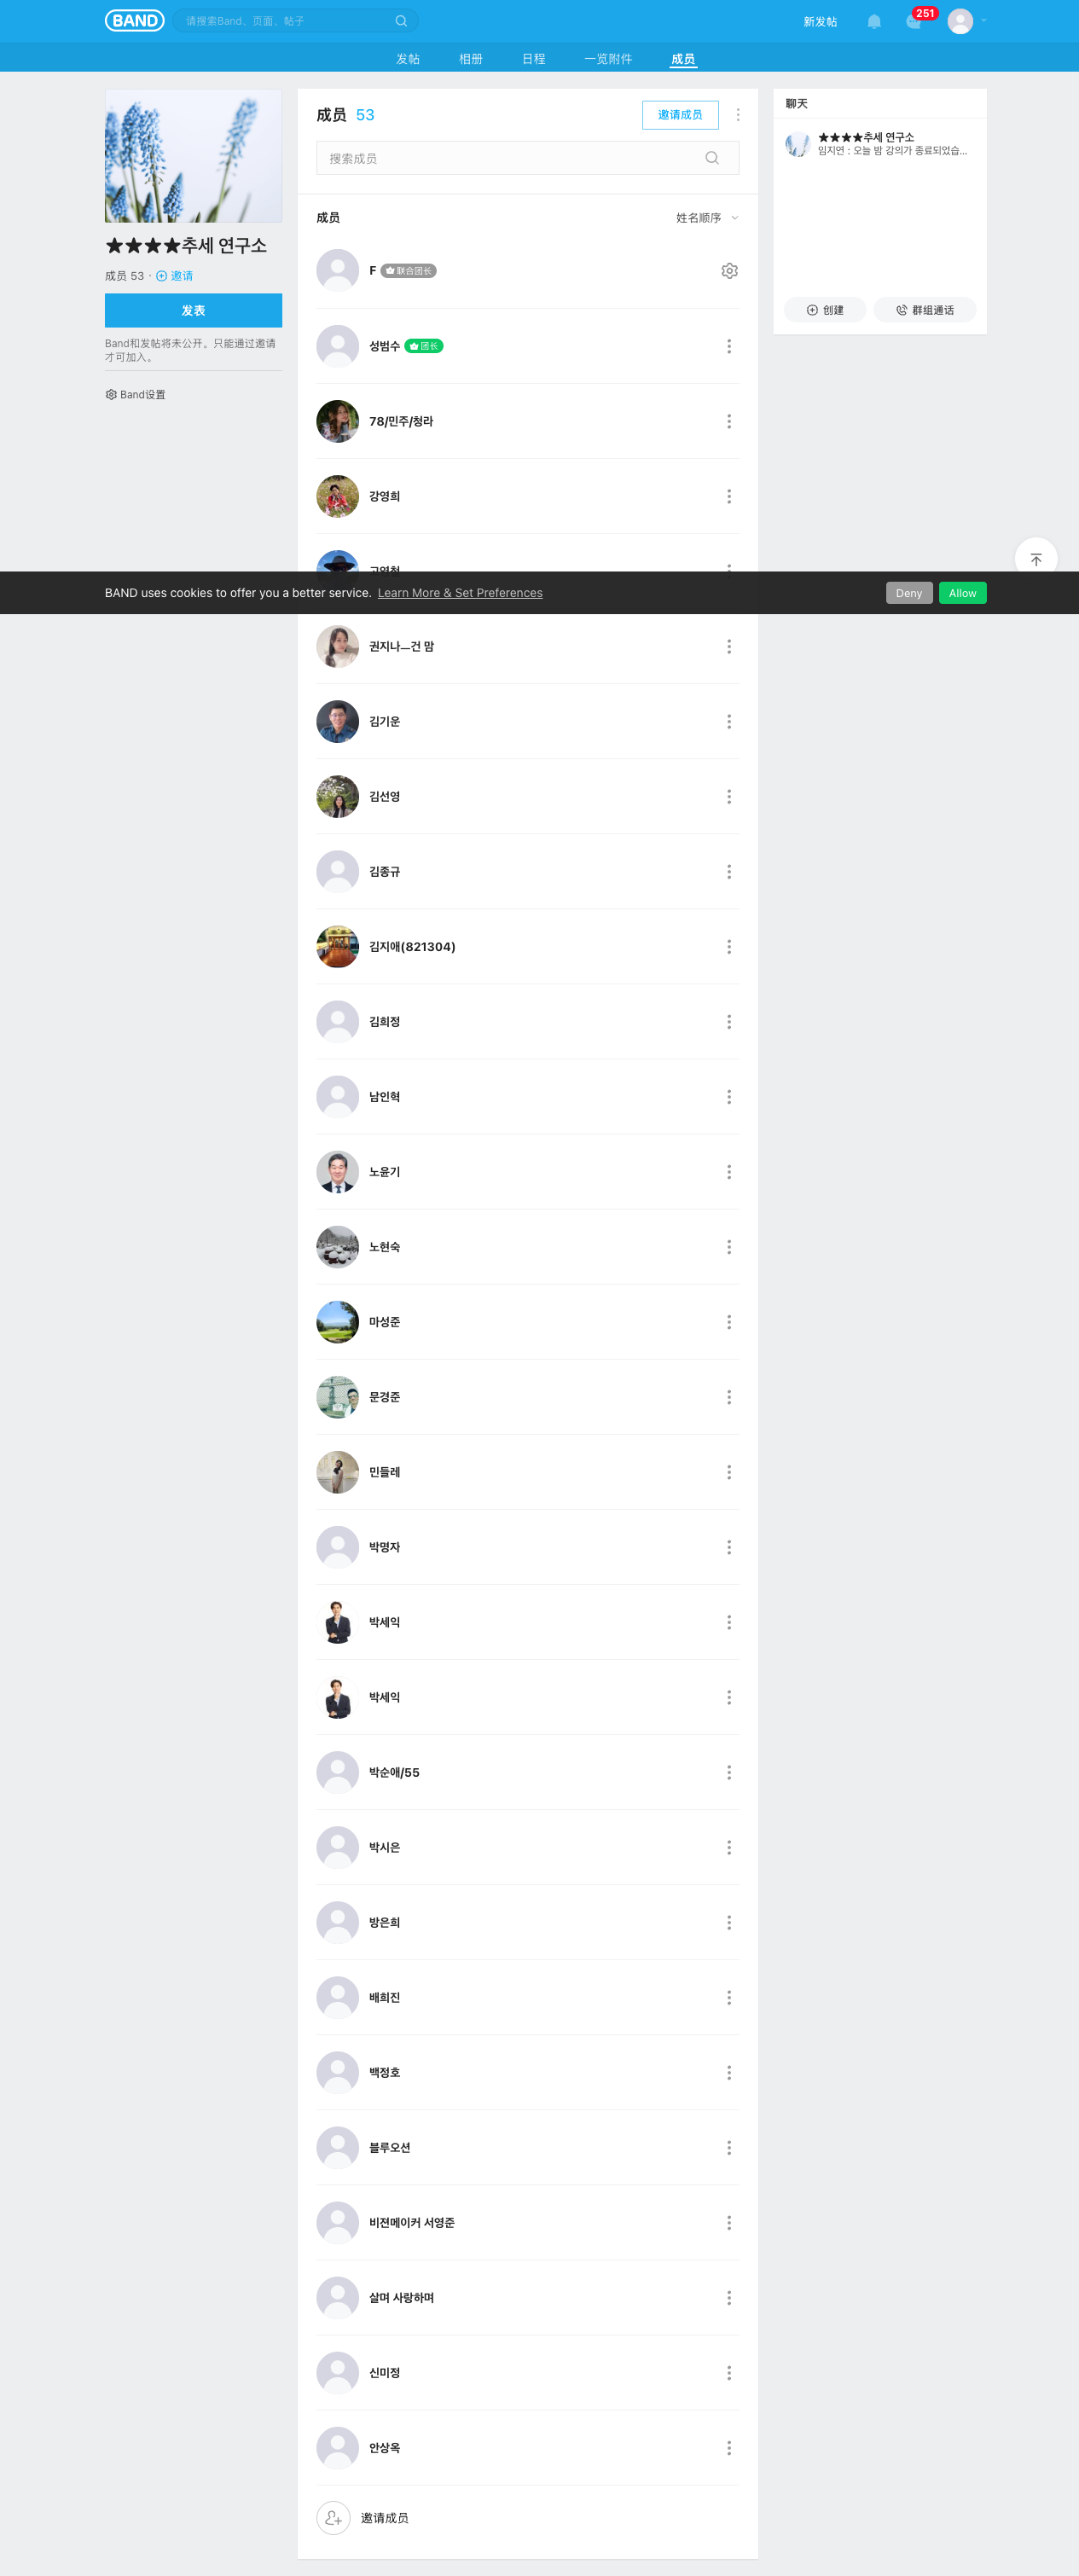 BAND
请搜索Band、页面、帖子
新发帖
251
发帖
相册
日程
一览附件
成员
★★★★추세 연구소
成员 53 · 邀请
发表
Band和发帖将未公开。只能通过邀请
才可加入。
Band设置
成员 53
邀请成员
搜索成员
成员
姓名顺序
F 联合团长
성범수 团长
78/민주/청라
강영희
BAND uses cookies to offer you a better service. Learn More & Set Preferences
Deny
Allow
권지나ㅡ건 맘
김기운
김선영
김종규
김지애(821304)
김희정
남인혁
노윤기
노현숙
마성준
문경준
민들레
박명자
박세익
박세익
박순애/55
박시은
방은희
배희진
백정호
블루오션
비젼메이커 서영준
살며 사랑하며
신미정
안상옥
邀请成员
聊天
★★★★추세 연구소
임지연 : 오늘 밤 강의가 종료되었습...
创建
群组通话